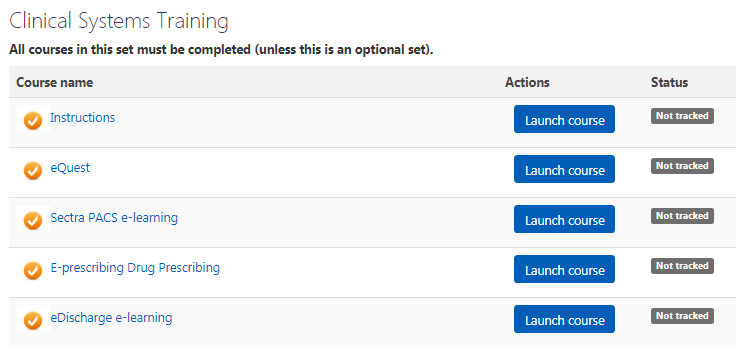 Clinical Systems Training
All courses in this set must be completed (unless this is an optional set).
Course name Actions Status
Instructions Launch course Not tracked
eQuest Launch course Not tracked
Sectra PACS e-learning Launch course Not tracked
E-prescribing Drug Prescribing Launch course Not tracked
eDischarge e-learning Launch course Not tracked